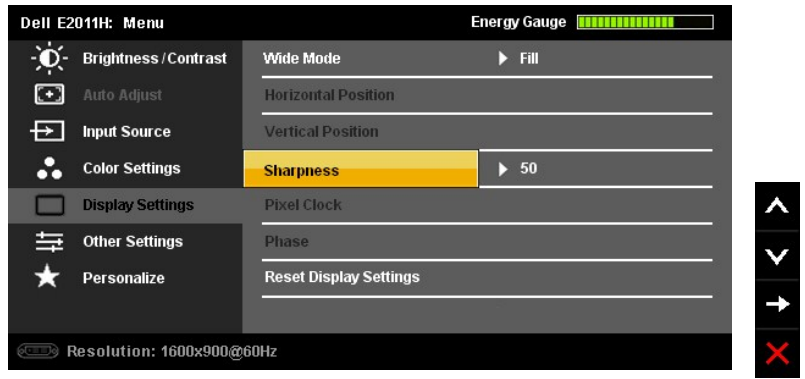 Dell E2011H: Menu
Energy Gauge
Brightness / Contrast
Auto Adjust
Input Source
Color Settings
Display Settings
Other Settings
Personalize
Wide Mode Fill
Horizontal Position
Vertical Position
Sharpness 50
Pixel Clock
Phase
Reset Display Settings
Resolution: 1600x900@60Hz